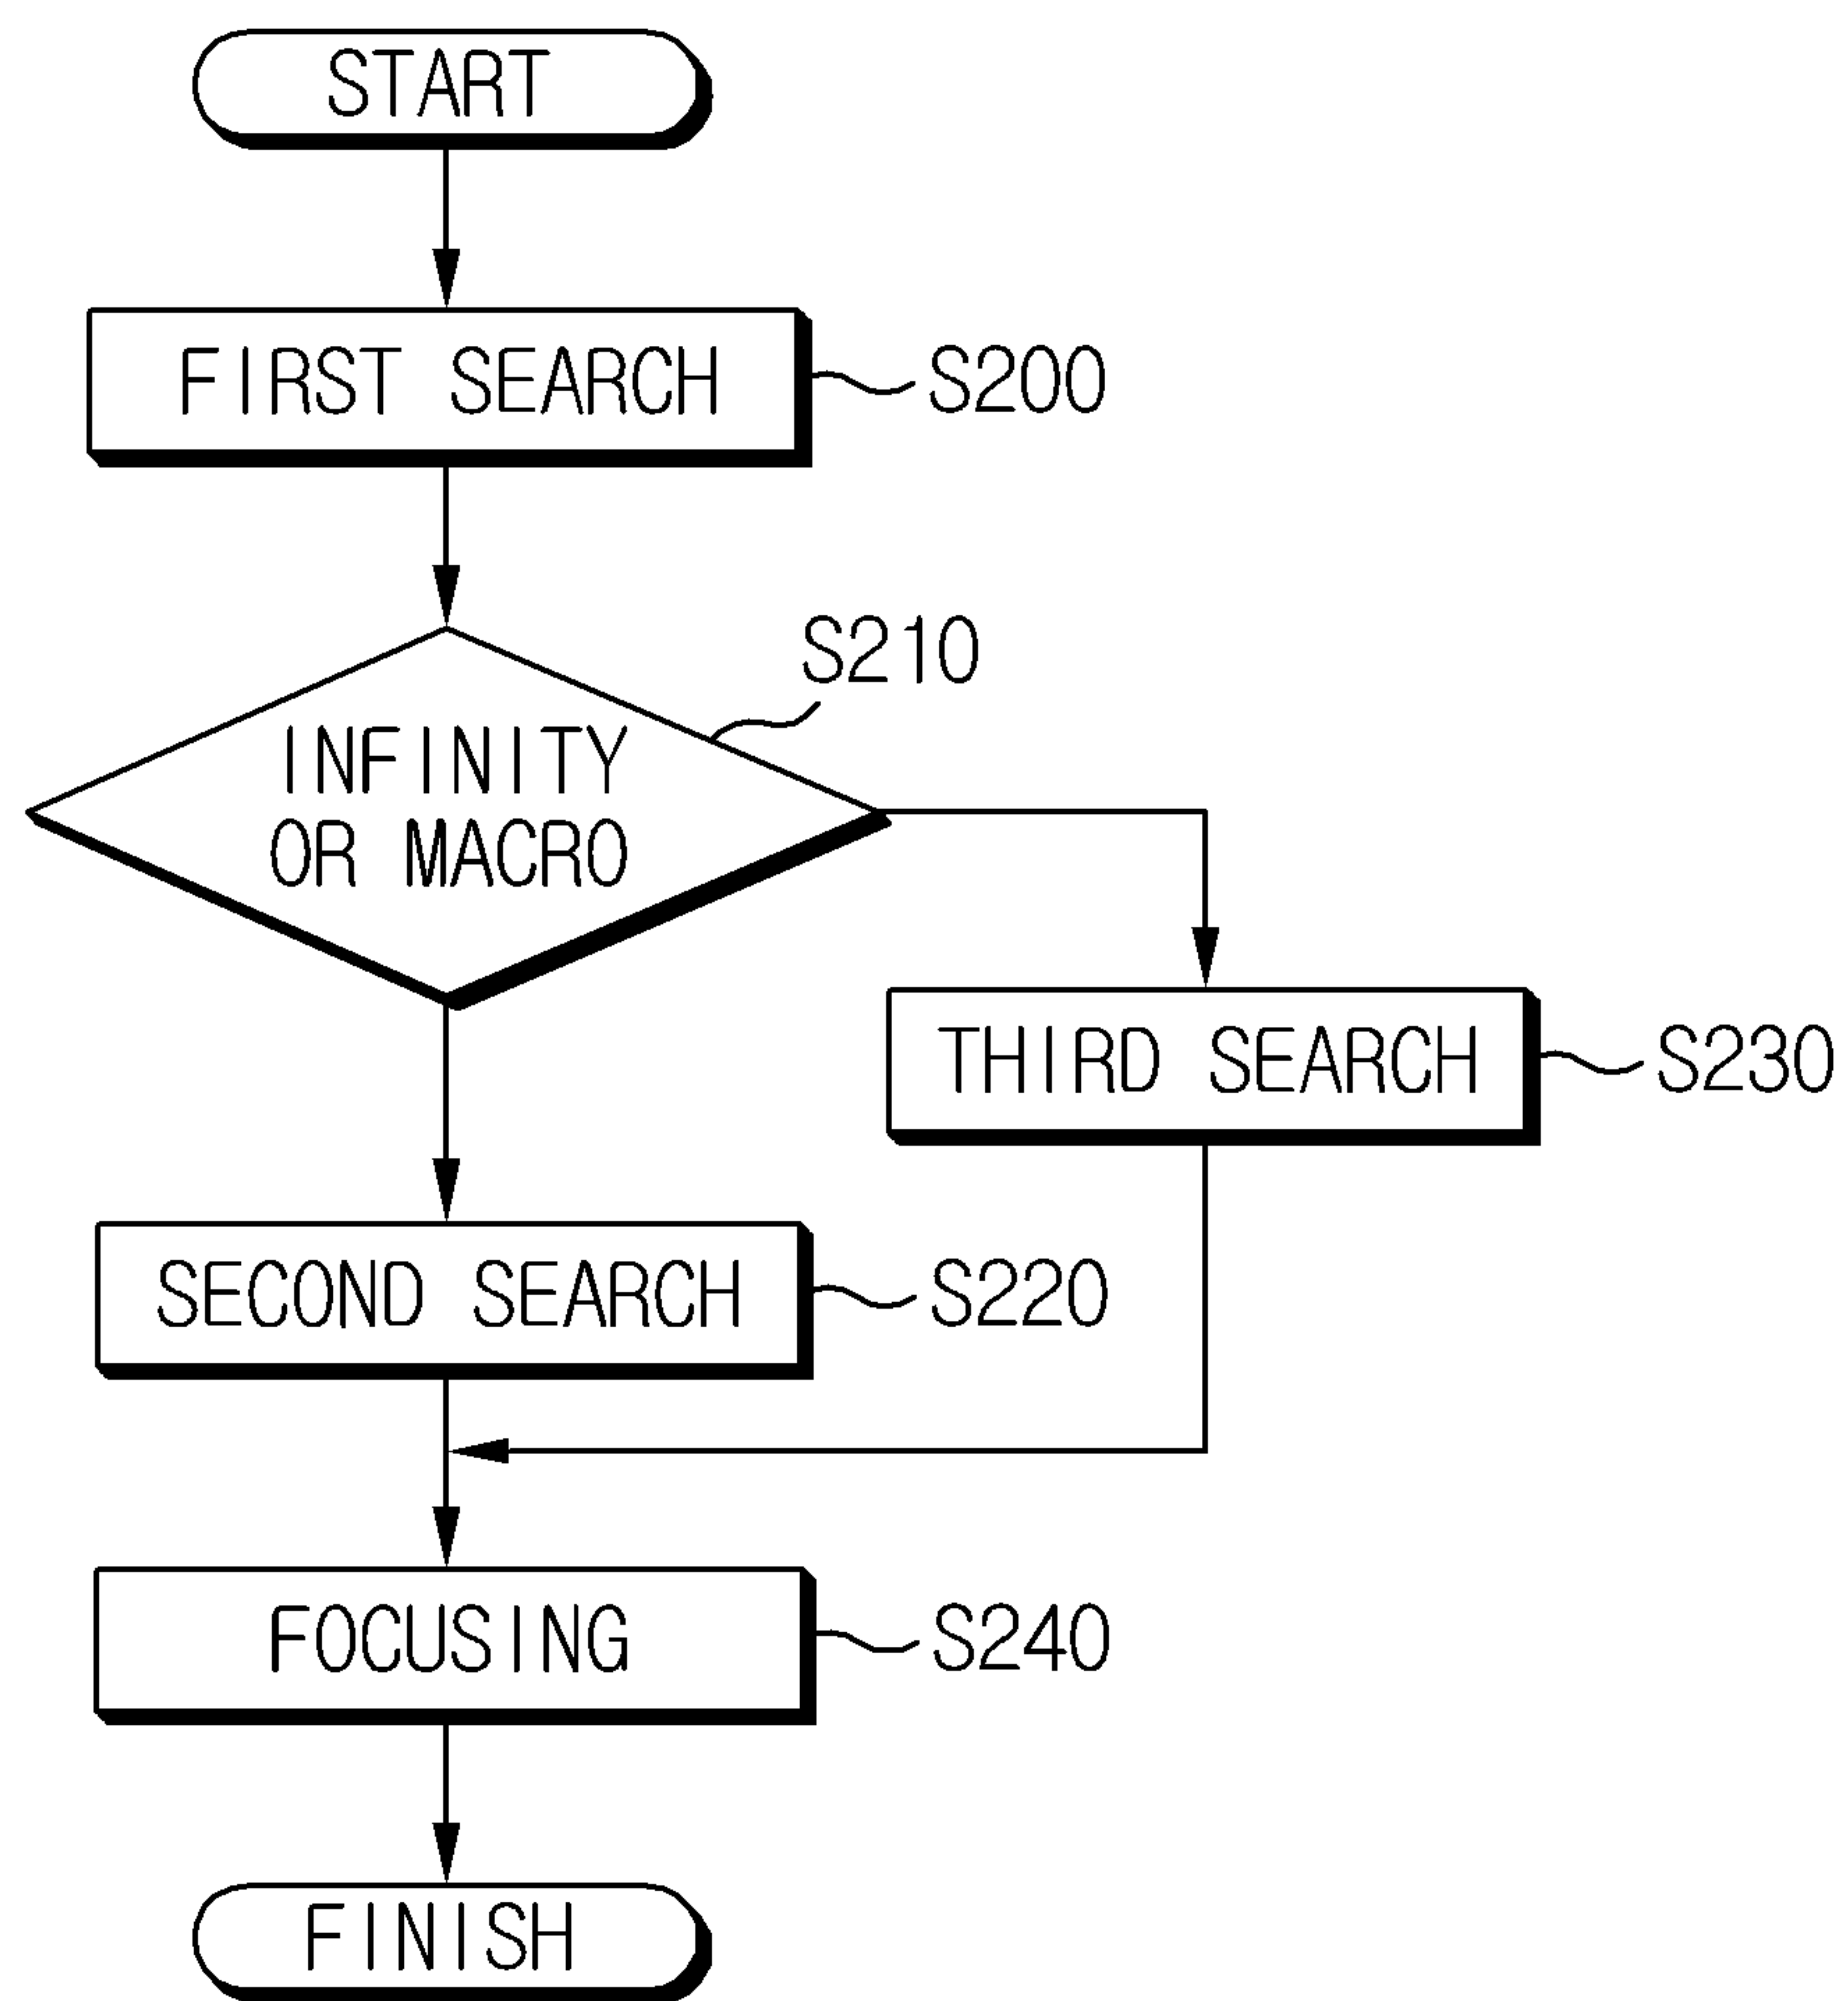 START
FIRST SEARCH
S200
S210
INFINITY
OR MACRO
THIRD SEARCH
S230
SECOND SEARCH
S220
FOCUSING
S240
FINISH